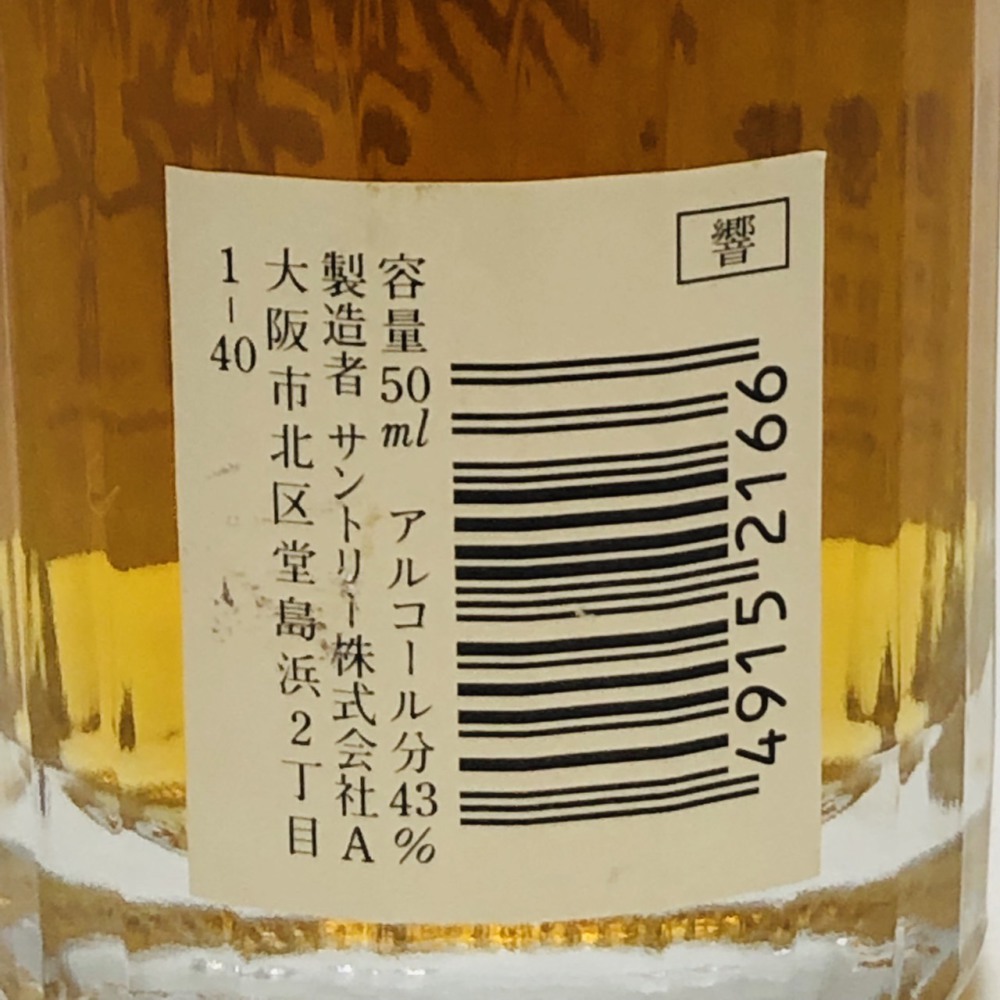 響
4915 2166
容量50ml アルコール分43%
製造者 サントリー株式会社A
大阪市北区堂島浜2丁目
1-40